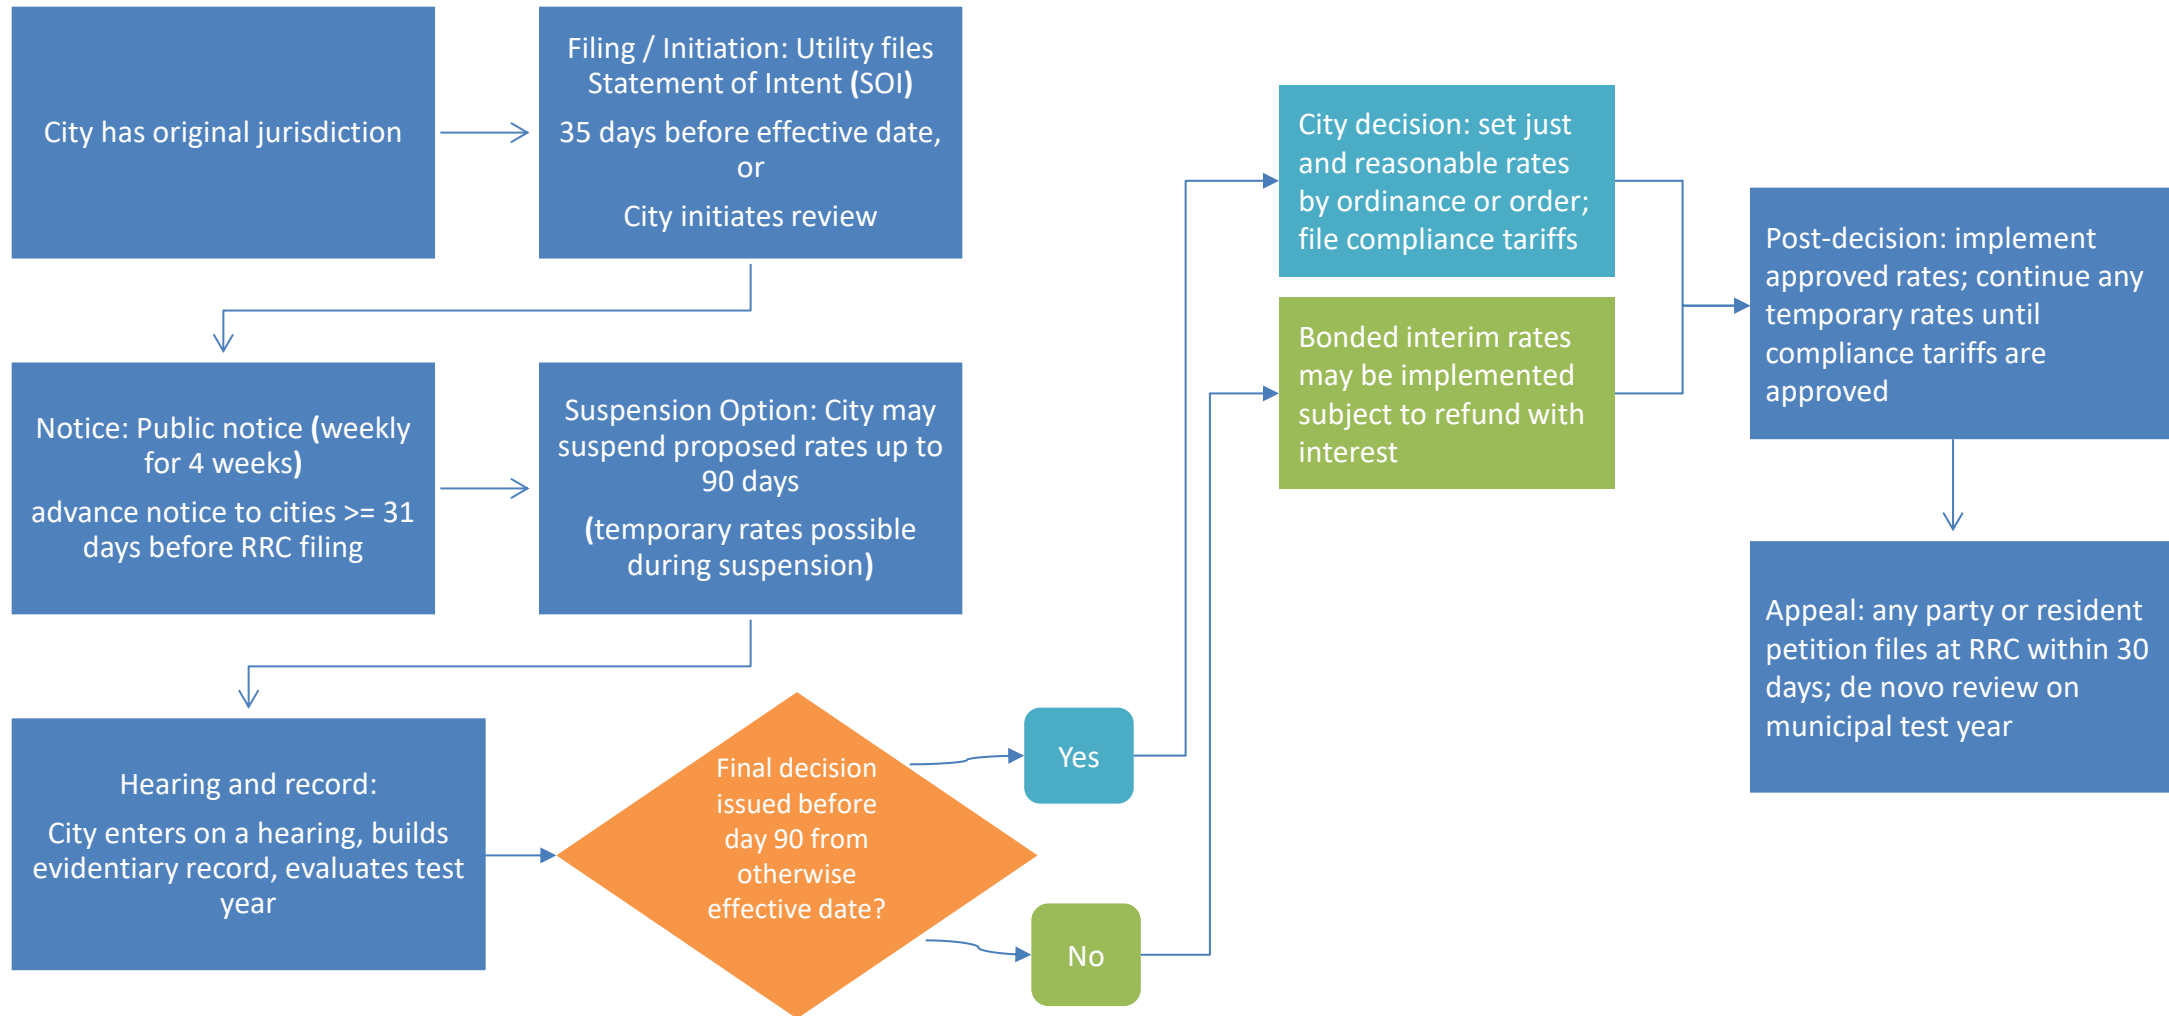 City has original jurisdiction
Filing / Initiation: Utility files
Statement of Intent (SOI)
35 days before effective date,
or
City initiates review
Notice: Public notice (weekly
for 4 weeks)
advance notice to cities >= 31
days before RRC filing
Suspension Option: City may
suspend proposed rates up to
90 days
(temporary rates possible
during suspension)
Hearing and record:
City enters on a hearing, builds
evidentiary record, evaluates test
year
Final decision
issued before
day 90 from
otherwise
effective date?
Yes
No
City decision: set just
and reasonable rates
by ordinance or order;
file compliance tariffs
Bonded interim rates
may be implemented
subject to refund with
interest
Post-decision: implement
approved rates; continue any
temporary rates until
compliance tariffs are
approved
Appeal: any party or resident
petition files at RRC within 30
days; de novo review on
municipal test year